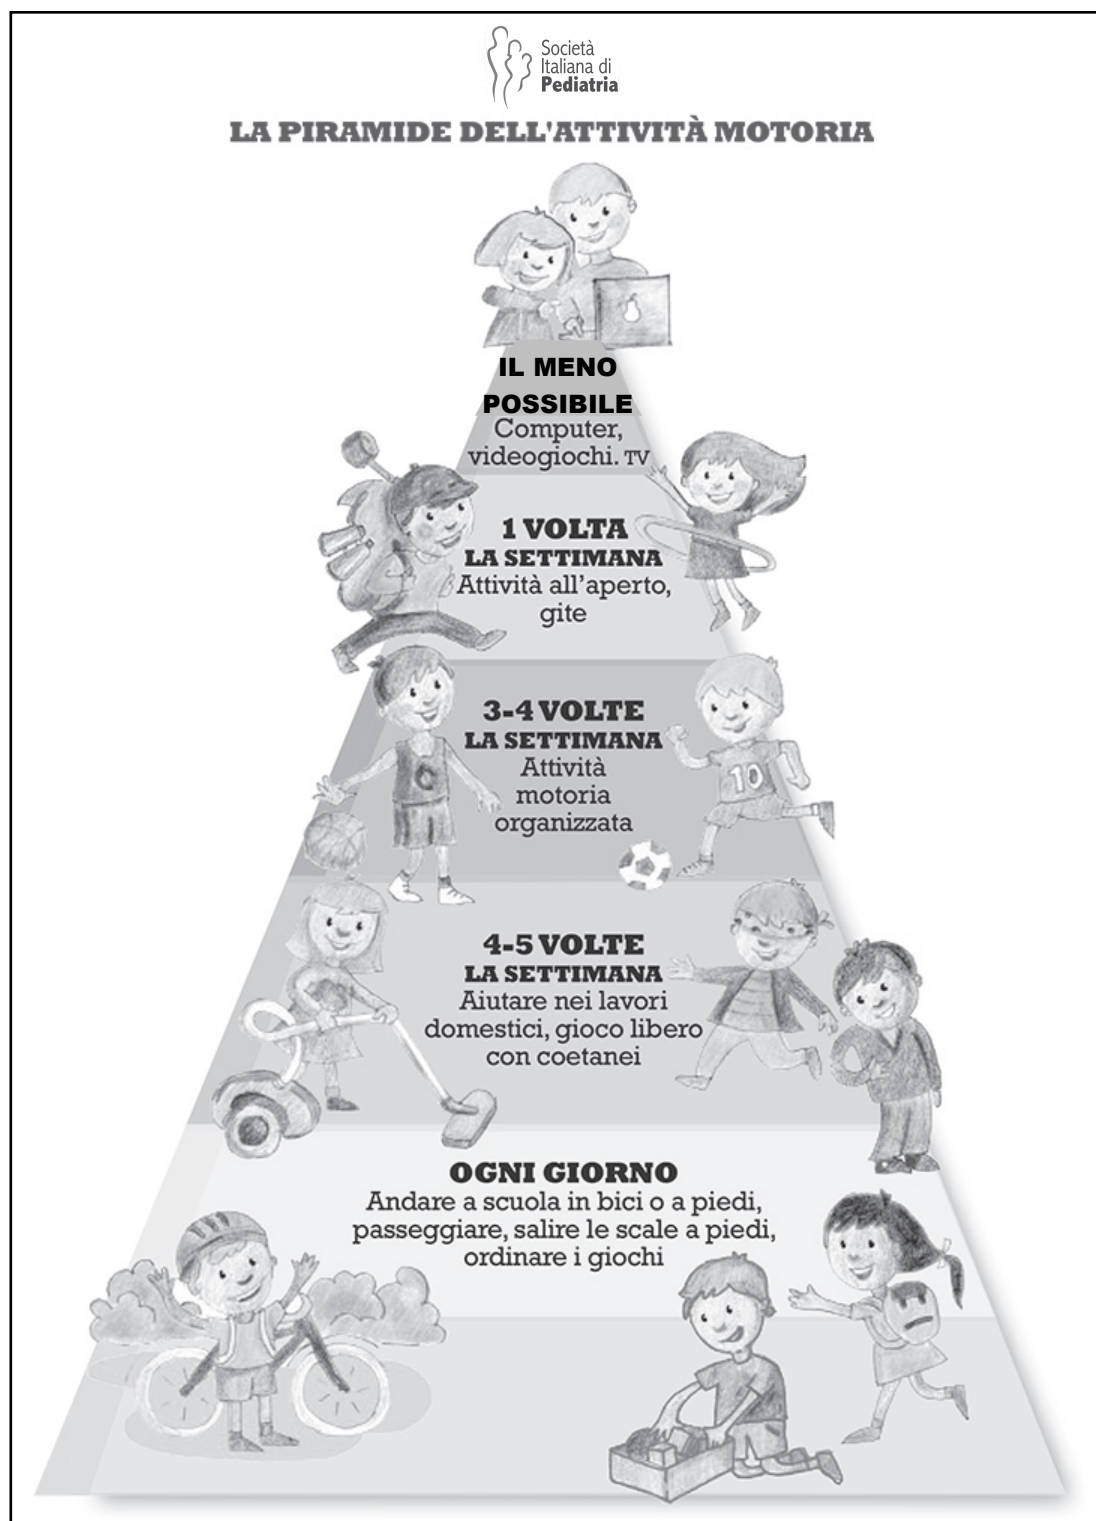 Società
Italiana di
Pediatria
LA PIRAMIDE DELL'ATTIVITÀ MOTORIA
IL MENO
POSSIBILE
Computer,
videogiochi. TV
1 VOLTA
LA SETTIMANA
Attività all'aperto,
gite
3-4 VOLTE
LA SETTIMANA
Attività
motoria
organizzata
C
10
4-5 VOLTE
LA SETTIMANA
Aiutare nei lavori
domestici, gioco libero
con coetanei
OGNI GIORNO
Andare a scuola in bici o a piedi,
passeggiare, salire le scale a piedi,
ordinare i giochi